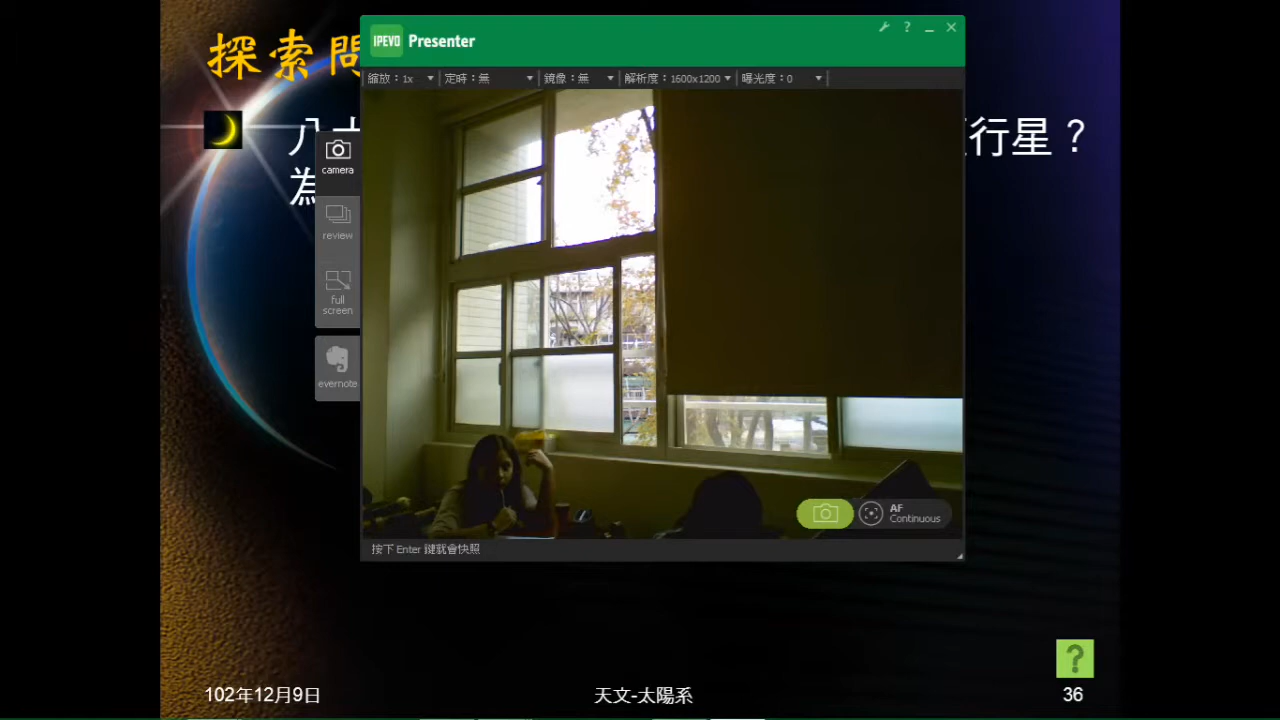 探索問
IPEVO Presenter
縮放：1x 定時：無 鏡像：無 解析度：1600x1200 曝光度：0
八大
行星？
為
camera
review
full
screen
evernote
AF
Continuous
按下 Enter 鍵就會快照
102年12月9日
天文-太陽系
36